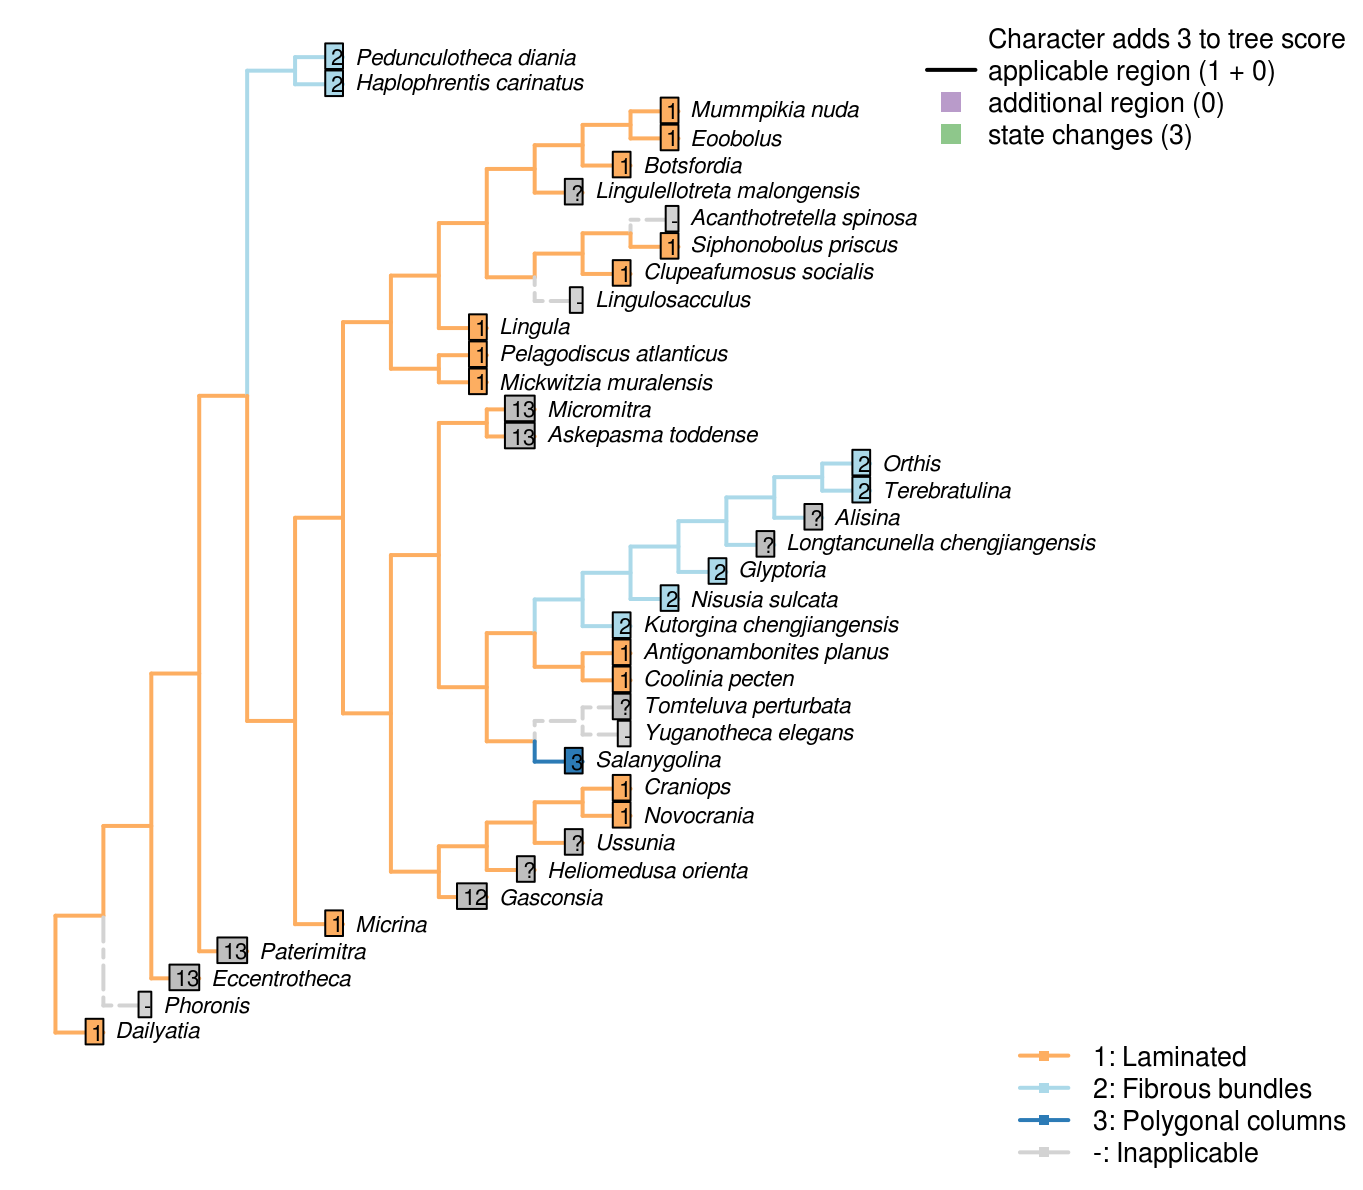 Character adds 3 to tree score
applicable region (1 + 0)
additional region (0)
state changes (3)
2 Pedunculotheca diania
2 Haplophrentis carinatus
1 Mummpikia nuda
1 Eoobolus
1 Botsfordia
? Lingulellotreta malongensis
- Acanthotretella spinosa
1 Siphonobolus priscus
1 Clupeafumosus socialis
- Lingulosacculus
1 Lingula
1 Pelagodiscus atlanticus
1 Mickwitzia muralensis
13 Micromitra
13 Askepasma toddense
2 Orthis
2 Terebratulina
? Alisina
? Longtancunella chengjiangensis
2 Glyptoria
2 Nisusia sulcata
2 Kutorgina chengjiangensis
1 Antigonambonites planus
1 Coolinia pecten
? Tomteluva perturbata
- Yuganotheca elegans
3 Salanygolina
1 Craniops
1 Novocrania
? Ussunia
? Heliomedusa orienta
12 Gasconsia
1 Micrina
13 Paterimitra
13 Eccentrotheca
- Phoronis
1 Dailyatia
1: Laminated
2: Fibrous bundles
3: Polygonal columns
-: Inapplicable